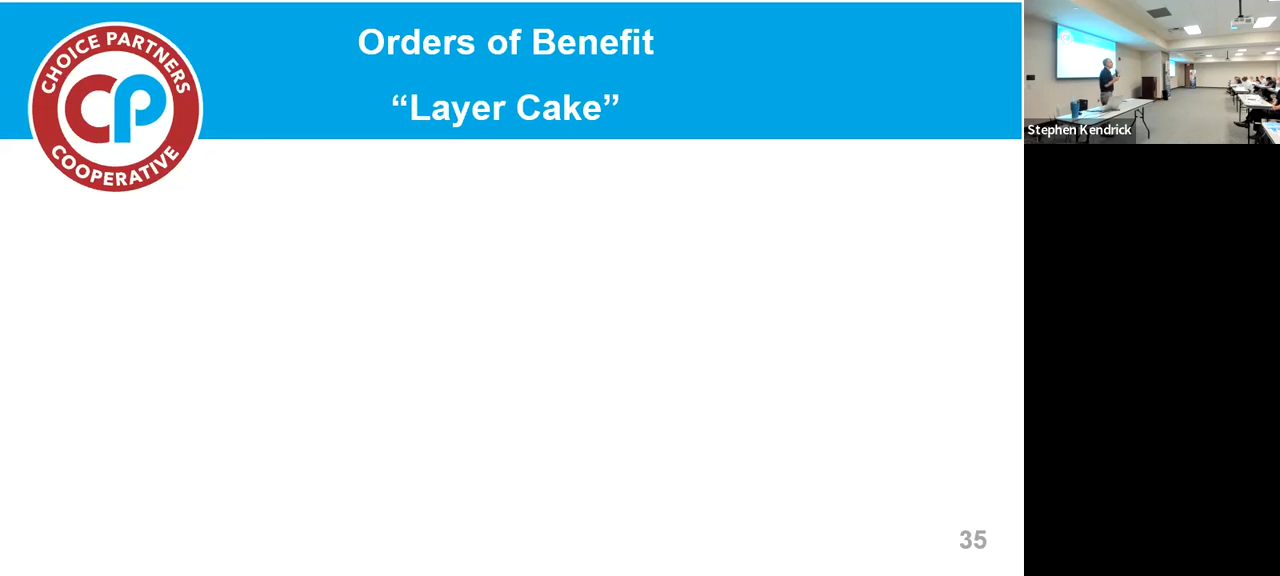 Orders of Benefit
“Layer Cake”
CHOICE PARTNERS
CP
COOPERATIVE
Stephen Kendrick
35